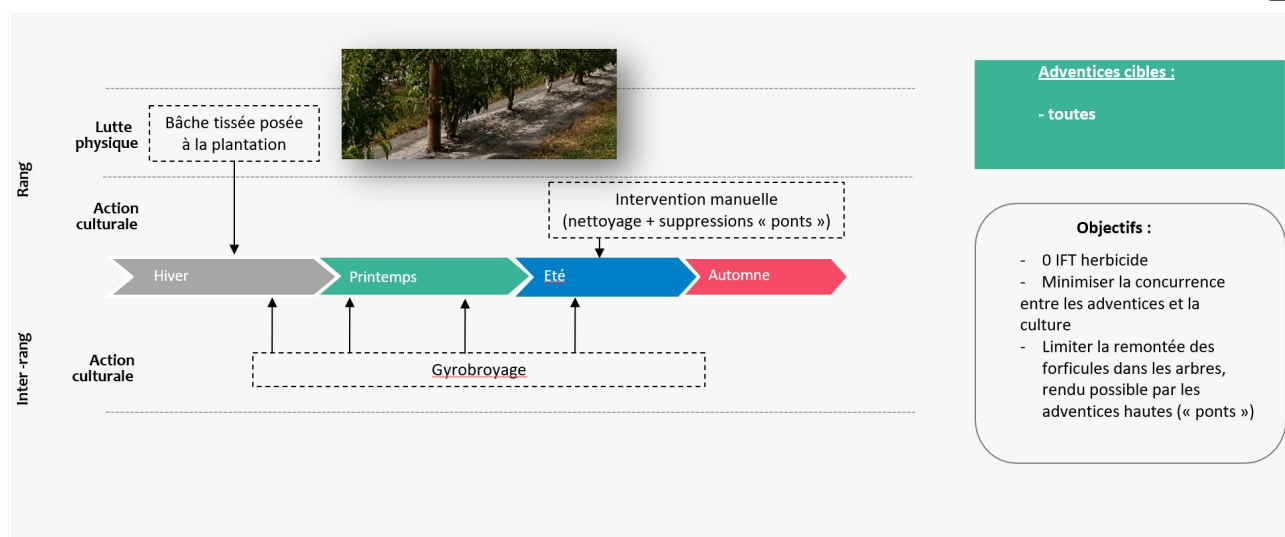 Rang
Lutte
physique
Bâche tissée posée
à la plantation
Action
culturale
Intervention manuelle
(nettoyage + suppressions « ponts »)
Hiver
Printemps
Eté
Automne
Inter -rang
Action
culturale
Gyrobroyage
Adventices cibles :
- toutes
Objectifs :
- 0 IFT herbicide
- Minimiser la concurrence
entre les adventices et la
culture
- Limiter la remontée des
forficules dans les arbres,
rendu possible par les
adventices hautes (« ponts »)